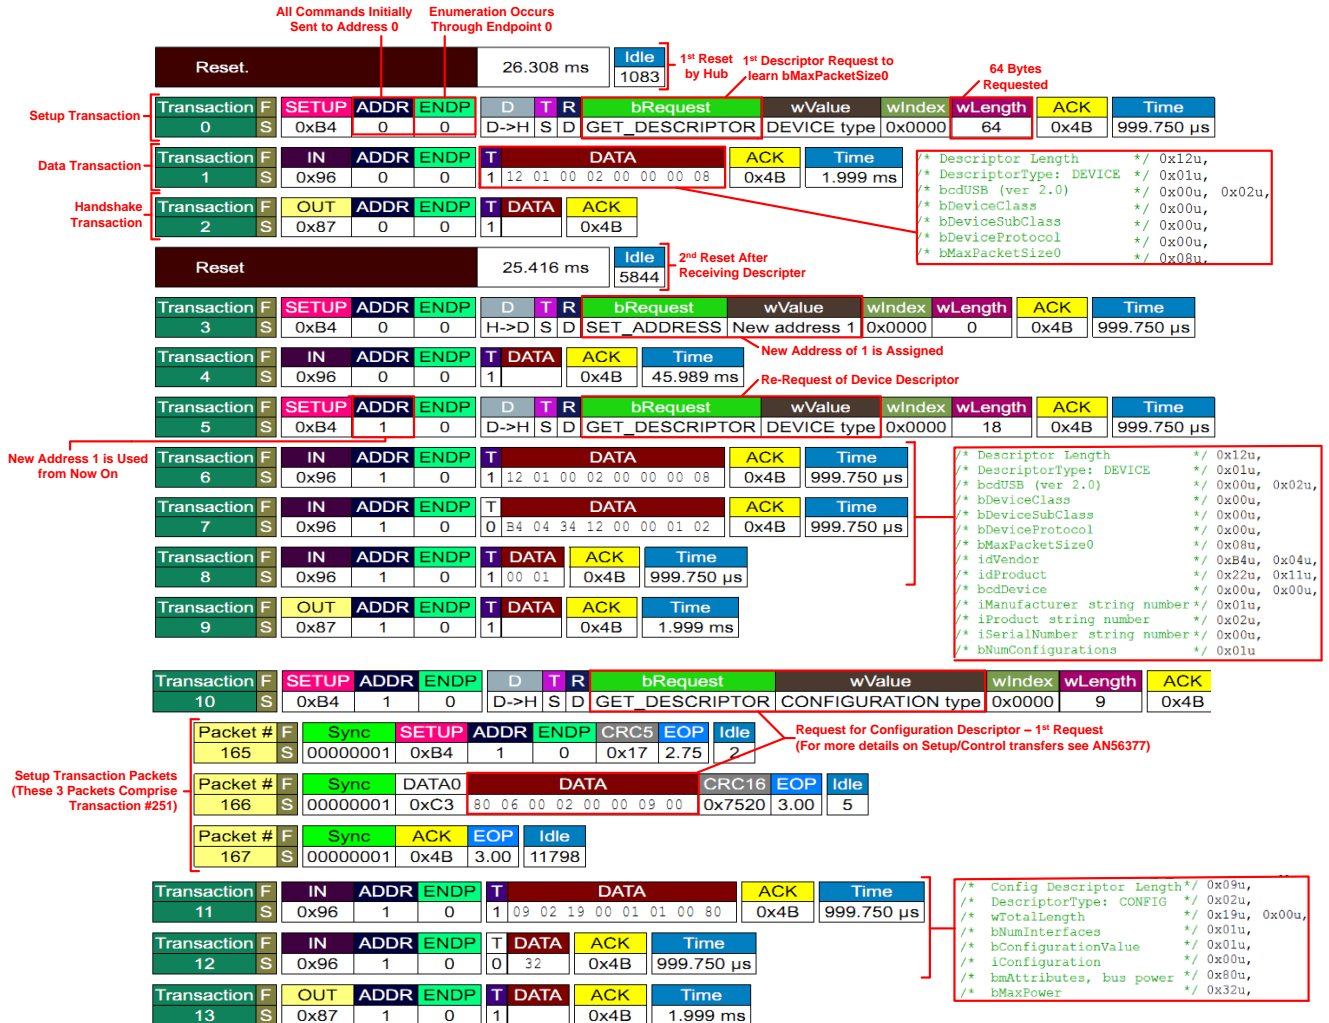 All Commands Initially
Sent to Address 0
Enumeration Occurs
Through Endpoint 0
Reset. 26.308 ms Idle 1083
1st Reset
by Hub
1st Descriptor Request to
learn bMaxPacketSize0
64 Bytes
Requested
Setup Transaction
Transaction F SETUP ADDR ENDP D T R bRequest wValue wIndex wLength ACK Time
0 S 0xB4 0 0 D->H S D GET_DESCRIPTOR DEVICE type 0x0000 64 0x4B 999.750 µs
Data Transaction
Transaction F IN ADDR ENDP T DATA ACK Time
1 S 0x96 0 0 1 12 01 00 02 00 00 00 08 0x4B 1.999 ms
/* Descriptor Length */ 0x12u,
/* DescriptorType: DEVICE */ 0x01u,
/* bcdUSB (ver 2.0) */ 0x00u, 0x02u,
/* bDeviceClass */ 0x00u,
/* bDeviceSubClass */ 0x00u,
/* bDeviceProtocol */ 0x00u,
/* bMaxPacketSize0 */ 0x08u,
Handshake
Transaction
Transaction F OUT ADDR ENDP T DATA ACK
2 S 0x87 0 0 1 0x4B
Reset 25.416 ms Idle 5844
2nd Reset After
Receiving Descripter
Transaction F SETUP ADDR ENDP D T R bRequest wValue wIndex wLength ACK Time
3 S 0xB4 0 0 H->D S D SET_ADDRESS New address 1 0x0000 0 0x4B 999.750 µs
New Address of 1 is Assigned
Transaction F IN ADDR ENDP T DATA ACK Time
4 S 0x96 0 0 1 0x4B 45.989 ms
Re-Request of Device Descriptor
Transaction F SETUP ADDR ENDP D T R bRequest wValue wIndex wLength ACK Time
5 S 0xB4 1 0 D->H S D GET_DESCRIPTOR DEVICE type 0x0000 18 0x4B 999.750 µs
New Address 1 is Used
from Now On
Transaction F IN ADDR ENDP T DATA ACK Time
6 S 0x96 1 0 1 12 01 00 02 00 00 00 08 0x4B 999.750 µs
Transaction F IN ADDR ENDP T DATA ACK Time
7 S 0x96 1 0 0 B4 04 34 12 00 00 01 02 0x4B 999.750 µs
Transaction F IN ADDR ENDP T DATA ACK Time
8 S 0x96 1 0 1 00 01 0x4B 999.750 µs
Transaction F OUT ADDR ENDP T DATA ACK Time
9 S 0x87 1 0 1 0x4B 1.999 ms
/* Descriptor Length */ 0x12u,
/* DescriptorType: DEVICE */ 0x01u,
/* bcdUSB (ver 2.0) */ 0x00u, 0x02u,
/* bDeviceClass */ 0x00u,
/* bDeviceSubClass */ 0x00u,
/* bDeviceProtocol */ 0x00u,
/* bMaxPacketSize0 */ 0x08u,
/* idVendor */ 0xB4u, 0x04u,
/* idProduct */ 0x22u, 0x11u,
/* bcdDevice */ 0x00u, 0x00u,
/* iManufacturer string number */ 0x01u,
/* iProduct string number */ 0x02u,
/* iSerialNumber string number */ 0x00u,
/* bNumConfigurations */ 0x01u
Transaction F SETUP ADDR ENDP D T R bRequest wValue wIndex wLength ACK
10 S 0xB4 1 0 D->H S D GET_DESCRIPTOR CONFIGURATION type 0x0000 9 0x4B
Packet # F Sync SETUP ADDR ENDP CRC5 EOP Idle
165 S 00000001 0xB4 1 0 0x17 2.75 2
Request for Configuration Descriptor – 1st Request
(For more details on Setup/Control transfers see AN56377)
Setup Transaction Packets
(These 3 Packets Comprise
Transaction #251)
Packet # F Sync DATA0 DATA CRC16 EOP Idle
166 S 00000001 0xC3 80 06 00 02 00 00 09 00 0x7520 3.00 5
Packet # F Sync ACK EOP Idle
167 S 00000001 0x4B 3.00 11798
Transaction F IN ADDR ENDP T DATA ACK Time
11 S 0x96 1 0 1 09 02 19 00 01 01 00 80 0x4B 999.750 µs
Transaction F IN ADDR ENDP T DATA ACK Time
12 S 0x96 1 0 0 32 0x4B 999.750 µs
Transaction F OUT ADDR ENDP T DATA ACK Time
13 S 0x87 1 0 1 0x4B 1.999 ms
/* Config Descriptor Length */ 0x09u,
/* DescriptorType: CONFIG */ 0x02u,
/* wTotalLength */ 0x19u, 0x00u,
/* bNumInterfaces */ 0x01u,
/* bConfigurationValue */ 0x01u,
/* iConfiguration */ 0x00u,
/* bmAttributes, bus power */ 0x80u,
/* bMaxPower */ 0x32u,